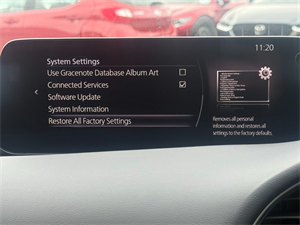 11:20
System Settings
Use Gracenote Database Album Art
Connected Services
Software Update
System Information
Restore All Factory Settings
Removes all personal
information and restores all
settings to the factory defaults.